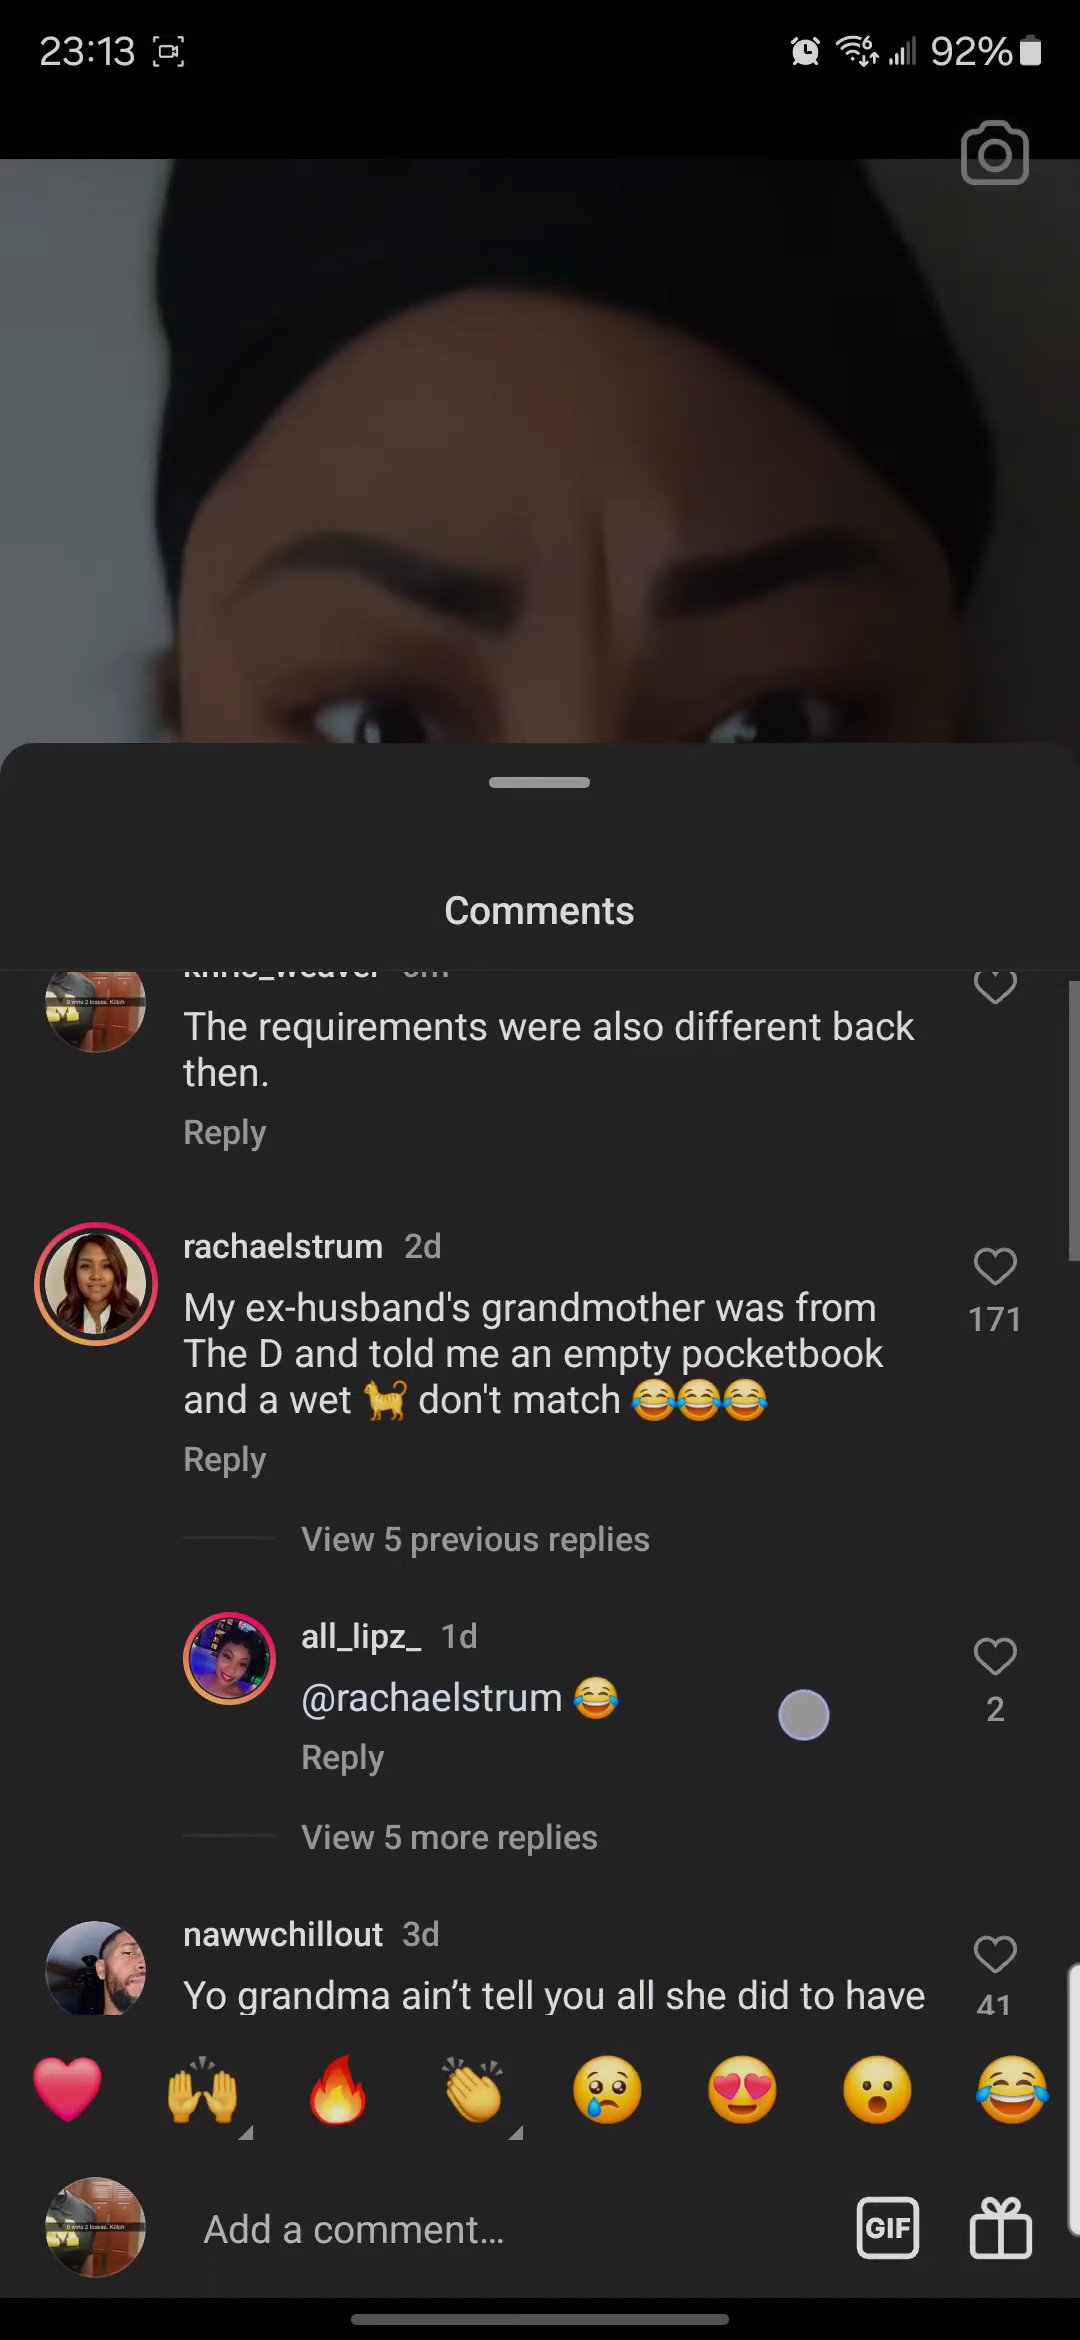 23:13
92%
Comments
The requirements were also different back
then.
Reply
rachaelstrum 2d
171
My ex-husband's grandmother was from
The D and told me an empty pocketbook
and a wet 🐈 don't match 😂😂😂
Reply
View 5 previous replies
all_lipz_ 1d
@rachaelstrum 😂
2
Reply
View 5 more replies
nawwchillout 3d
Yo grandma ain’t tell you all she did to have
41
Add a comment...
GIF